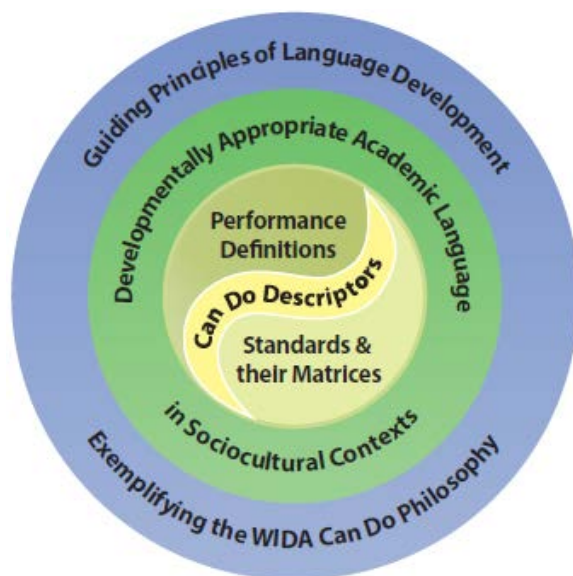 Guiding Principles of Language Development
Developmentally Appropriate Academic Language
Performance
Definitions
Can Do Descriptors
Standards &
their Matrices
in Sociocultural Contexts
Exemplifying the WIDA Can Do Philosophy